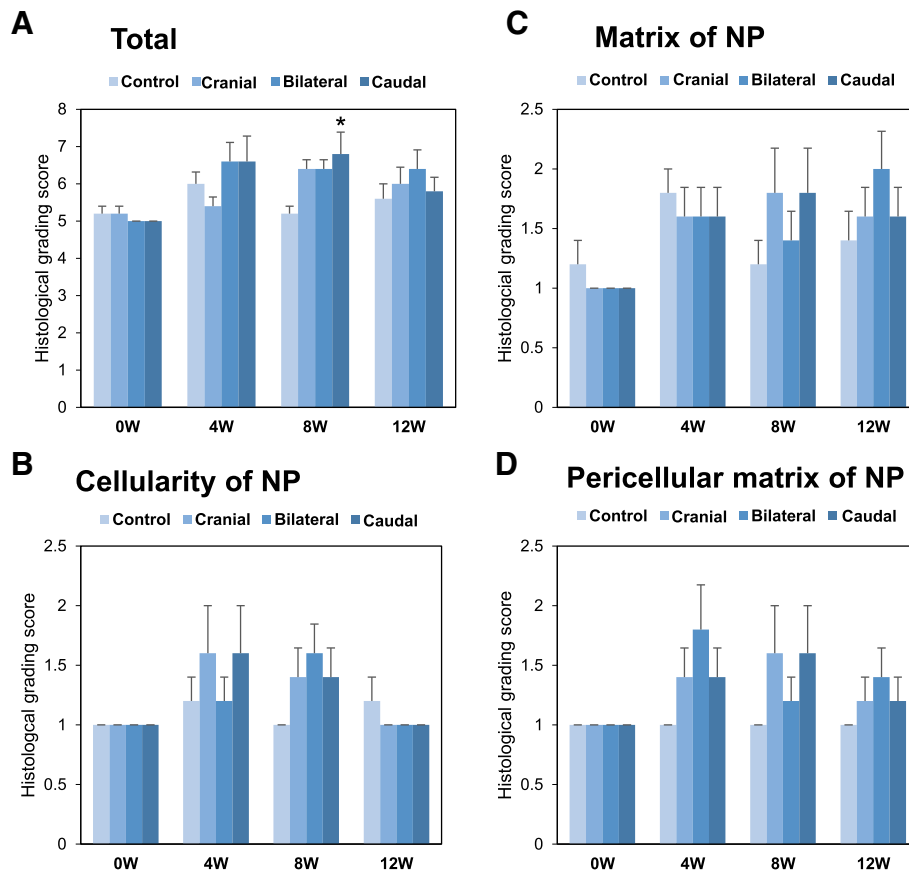 A
Total
Control Cranial Bilateral Caudal
Histological grading score
8
7
6
5
4
3
2
1
0
*
0W 4W 8W 12W
C
Matrix of NP
Control Cranial Bilateral Caudal
Histologcial grading score
2.5
2
1.5
1
0.5
0
0W 4W 8W 12W
B
Cellularity of NP
Control Cranial Bilateral Caudal
Histologcal grading score
2.5
2
1.5
1
0.5
0
0W 4W 8W 12W
D
Pericellular matrix of NP
Control Cranial Bilateral Caudal
Histological grading score
2.5
2
1.5
1
0.5
0
0W 4W 8W 12W